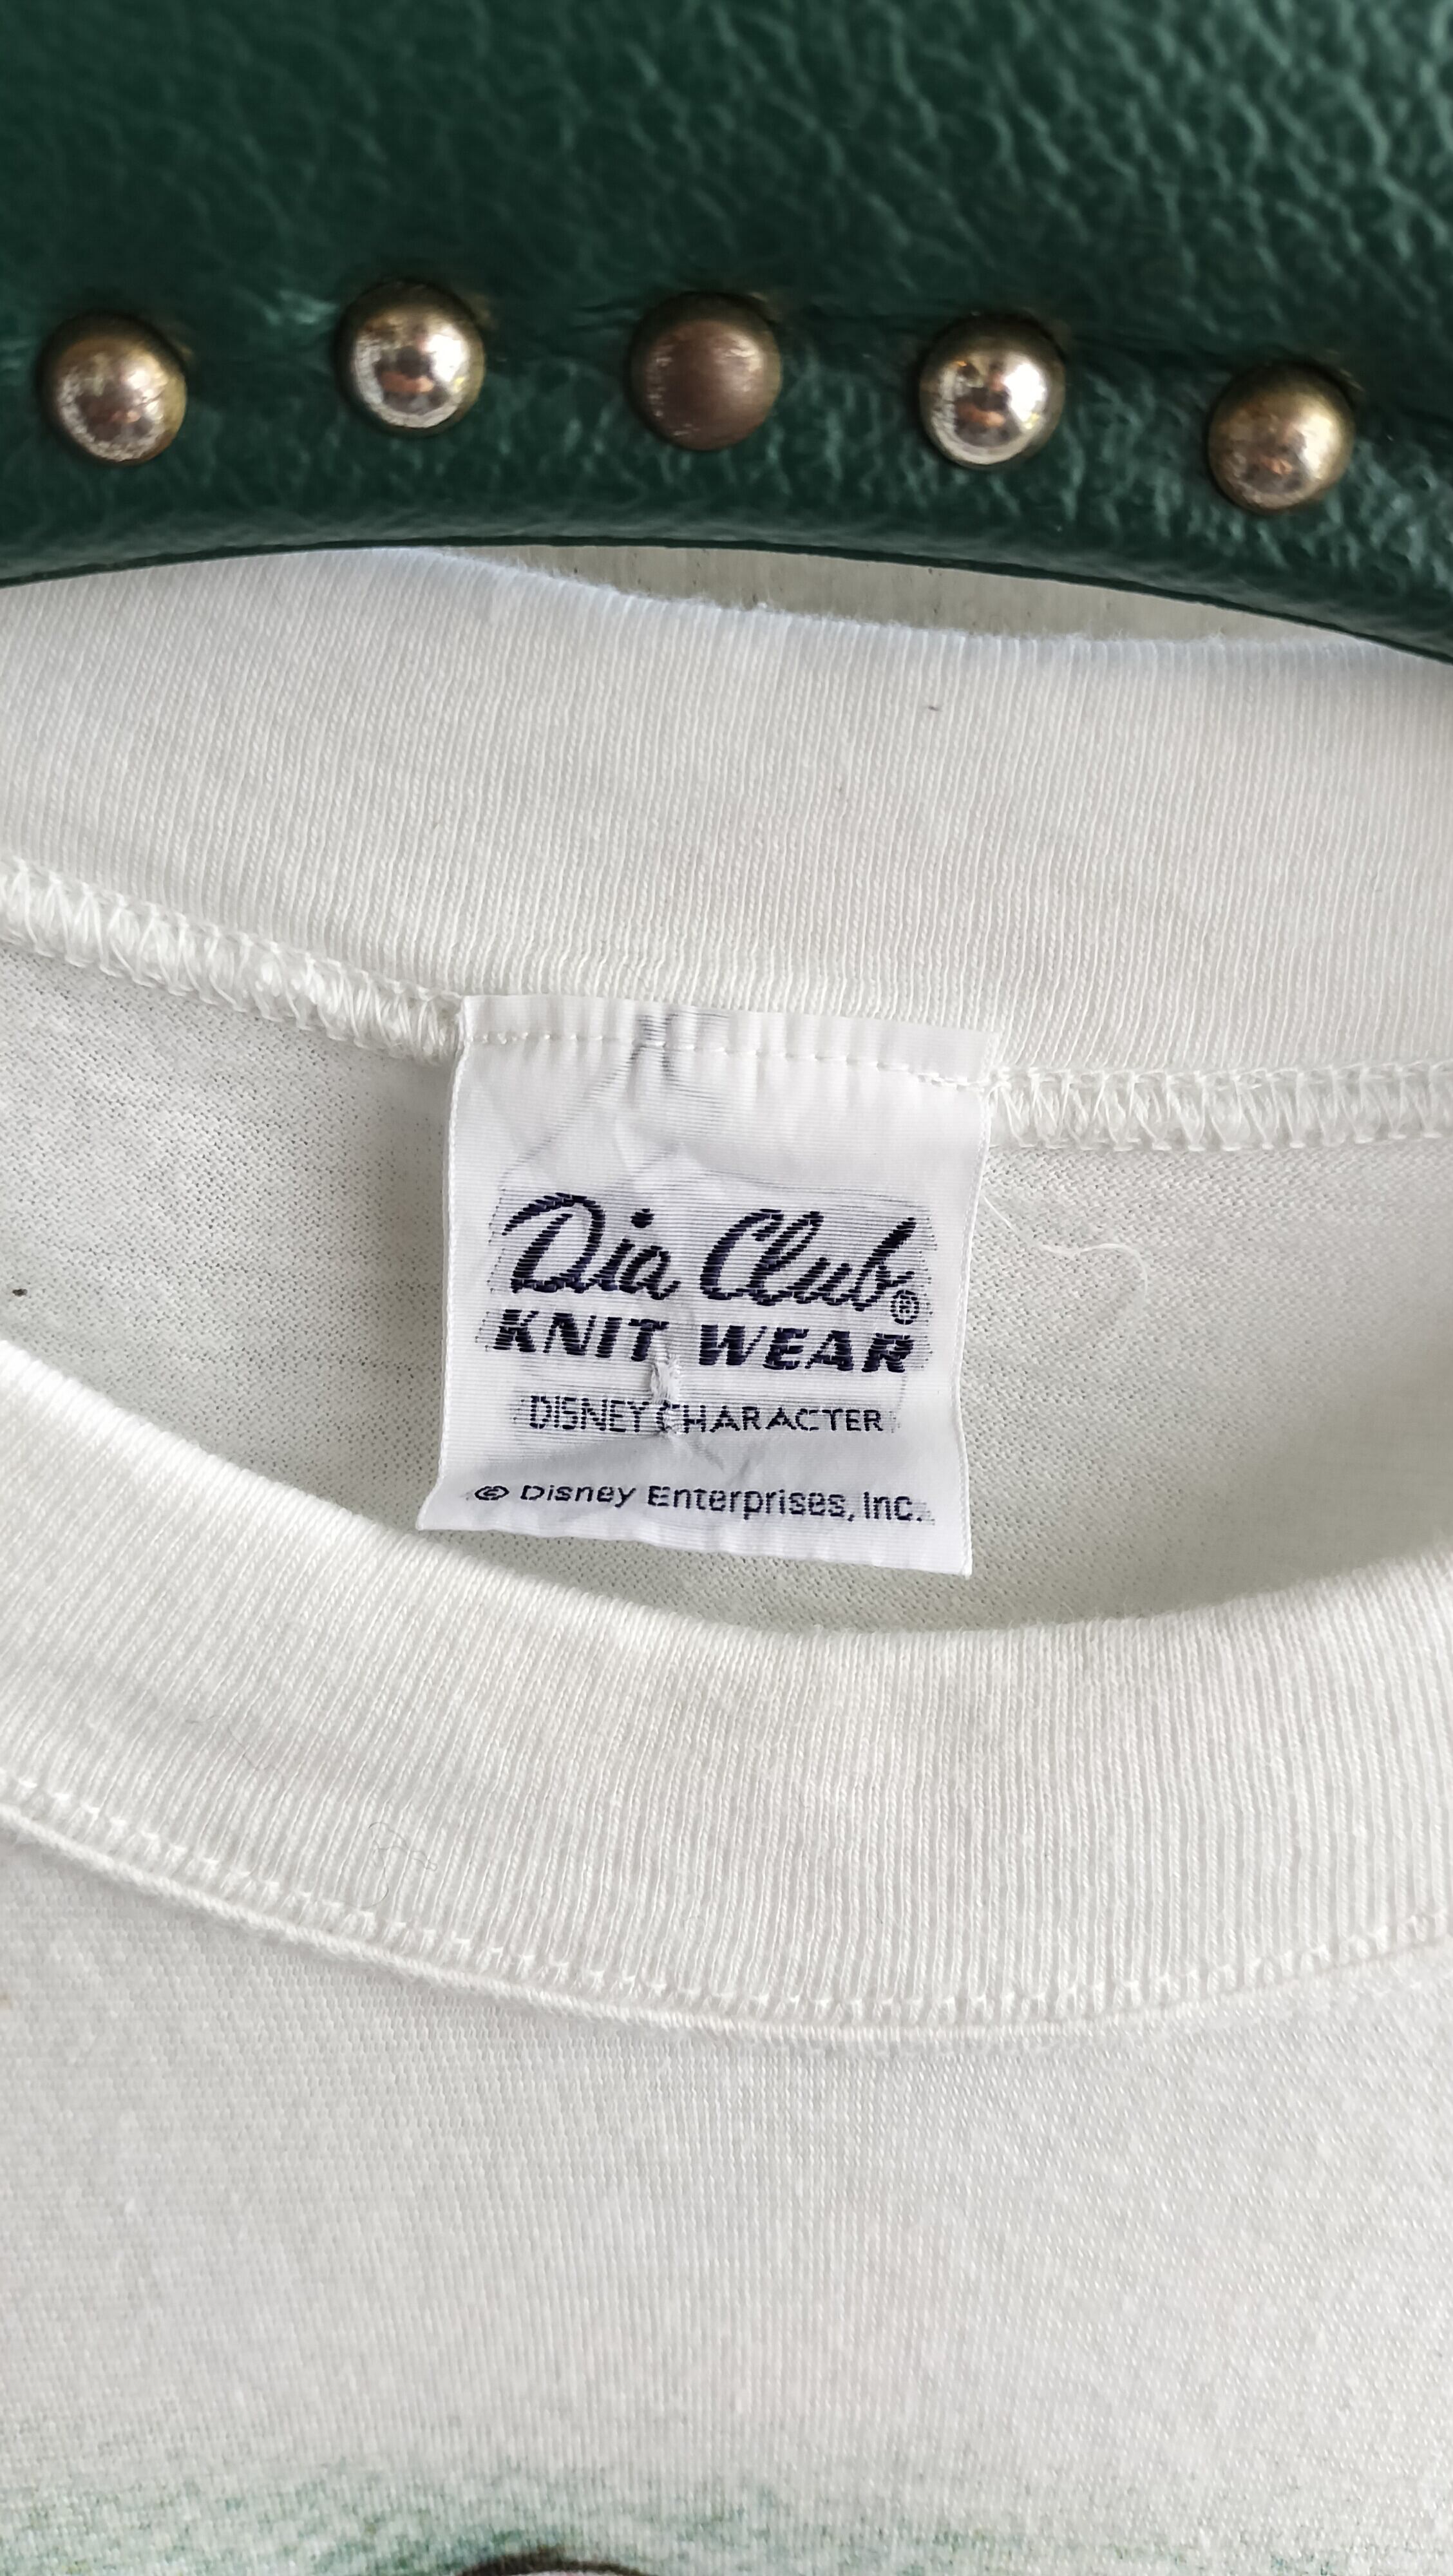 Dia Club®
KNIT WEAR
DISNEY CHARACTER
© Disney Enterprises, Inc.